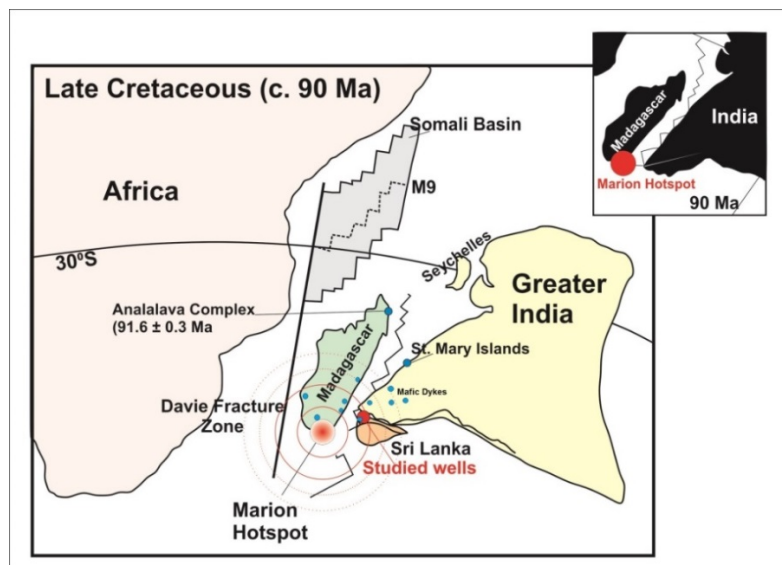 Late Cretaceous (c. 90 Ma)
Somali Basin
Africa
M9
30⁰S
Seychelles
Greater
India
Analalava Complex
(91.6 ± 0.3 Ma
Madagascar
St. Mary Islands
Mafic Dykes
Davie Fracture
Zone
Sri Lanka
Studied wells
Marion
Hotspot
Madagascar
India
Marion Hotspot
90 Ma